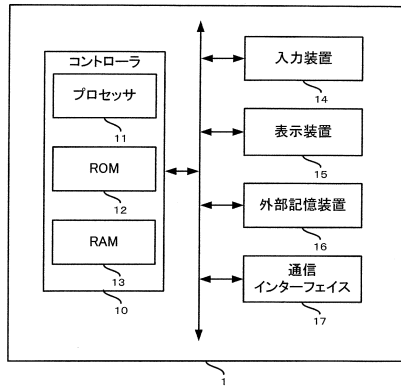 コントローラ
プロセッサ
11
ROM
12
RAM
13
10
入力装置
14
表示装置
15
外部記憶装置
16
通信
インターフェイス
17
1